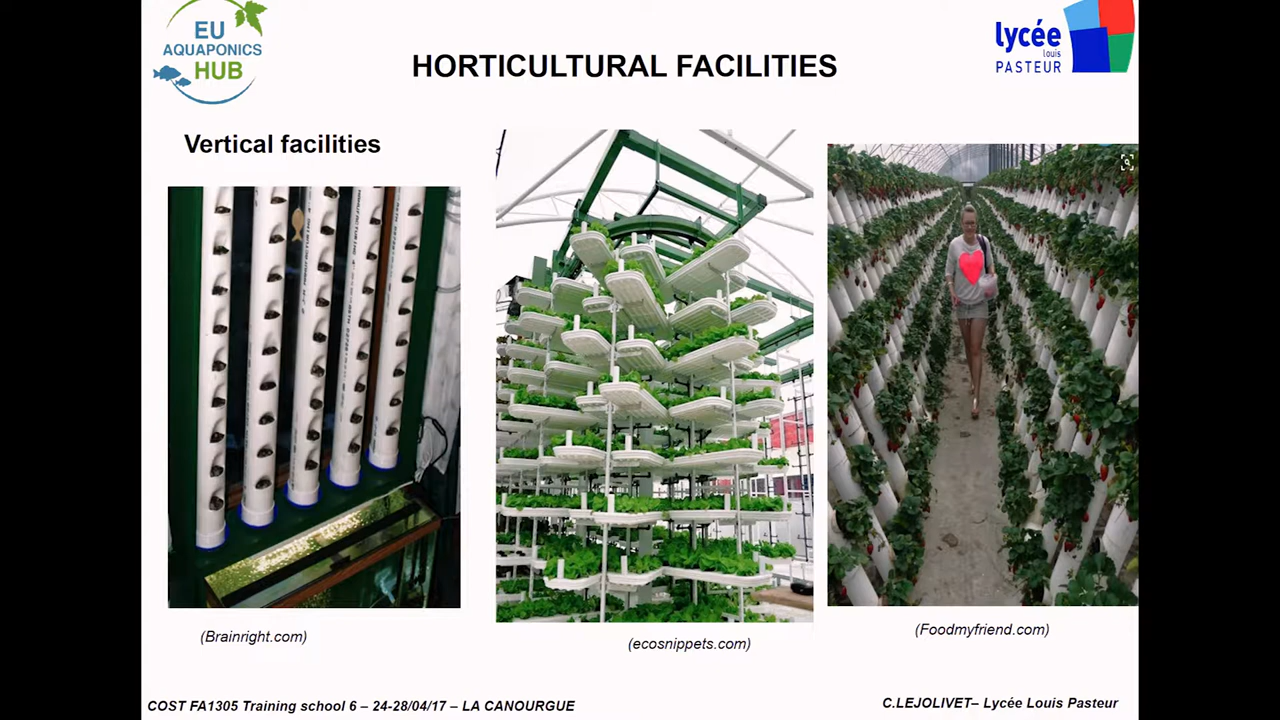 EU
AQUAPONICS
HUB
HORTICULTURAL FACILITIES
lycée
louis
PASTEUR
Vertical facilities
(Brainright.com)
(ecosnippets.com)
(Foodmyfriend.com)
COST FA1305 Training school 6 – 24-28/04/17 – LA CANOURGUE
C.LEJOLIVET– Lycée Louis Pasteur